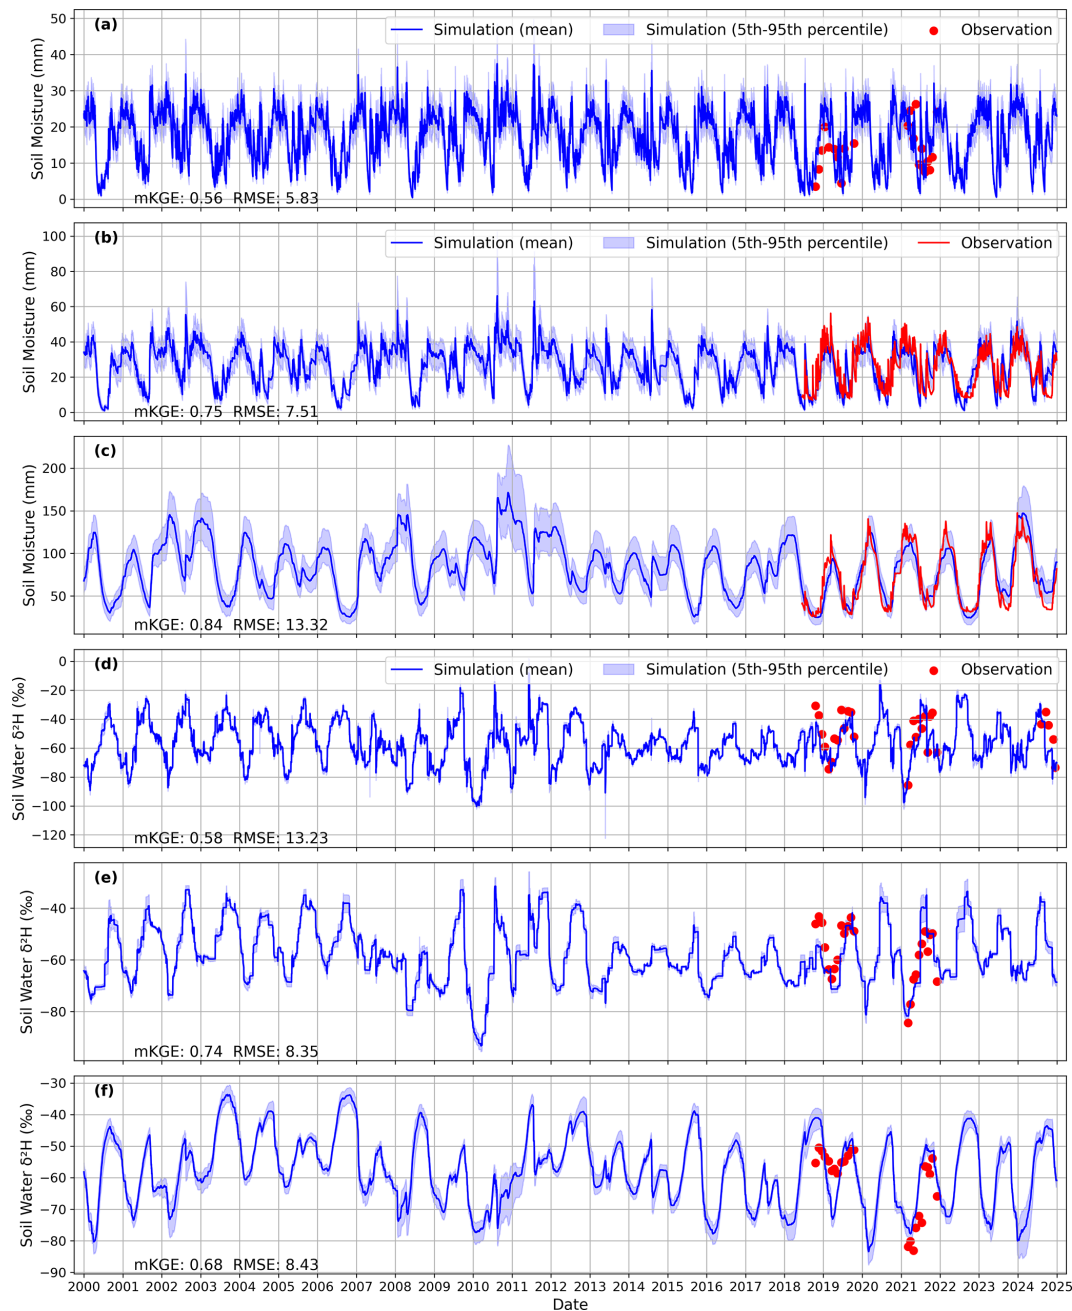 (a)
Simulation (mean) Simulation (5th-95th percentile) Observation
50
40
30
20
10
0
Soil Moisture (mm)
mKGE: 0.56 RMSE: 5.83
(b)
Simulation (mean) Simulation (5th-95th percentile) Observation
100
80
60
40
20
0
Soil Moisture (mm)
mKGE: 0.75 RMSE: 7.51
(c)
200
150
100
50
Soil Moisture (mm)
mKGE: 0.84 RMSE: 13.32
(d)
Simulation (mean) Simulation (5th-95th percentile) Observation
0
−20
−40
−60
−80
−100
−120
Soil Water δ²H (‰)
mKGE: 0.58 RMSE: 13.23
(e)
−40
−60
−80
Soil Water δ²H (‰)
mKGE: 0.74 RMSE: 8.35
(f)
−30
−40
−50
−60
−70
−80
−90
Soil Water δ²H (‰)
mKGE: 0.68 RMSE: 8.43
2000 2001 2002 2003 2004 2005 2006 2007 2008 2009 2010 2011 2012 2013 2014 2015 2016 2017 2018 2019 2020 2021 2022 2023 2024 2025
Date